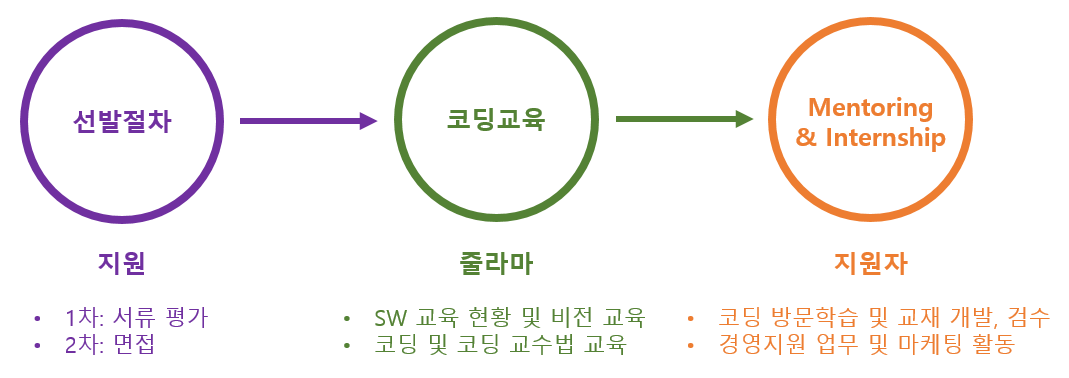 선발절차
코딩교육
Mentoring
& Internship
지원
줄라마
지원자
• 1차: 서류 평가
• 2차: 면접
• SW 교육 현황 및 비전 교육
• 코딩 및 코딩 교수법 교육
• 코딩 방문학습 및 교재 개발, 검수
• 경영지원 업무 및 마케팅 활동